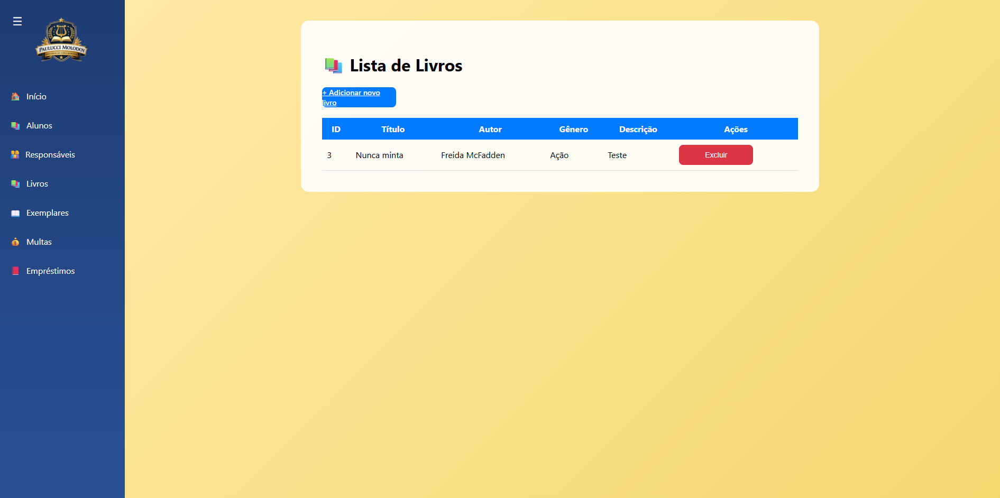 ☰
PAULUCCI MOLODOY
Início
Alunos
Responsáveis
Livros
Exemplares
Multas
Empréstimos
Lista de Livros
+ Adicionar novo
livro
ID Título Autor Gênero Descrição Ações
3 Nunca minta Freida McFadden Ação Teste Excluir